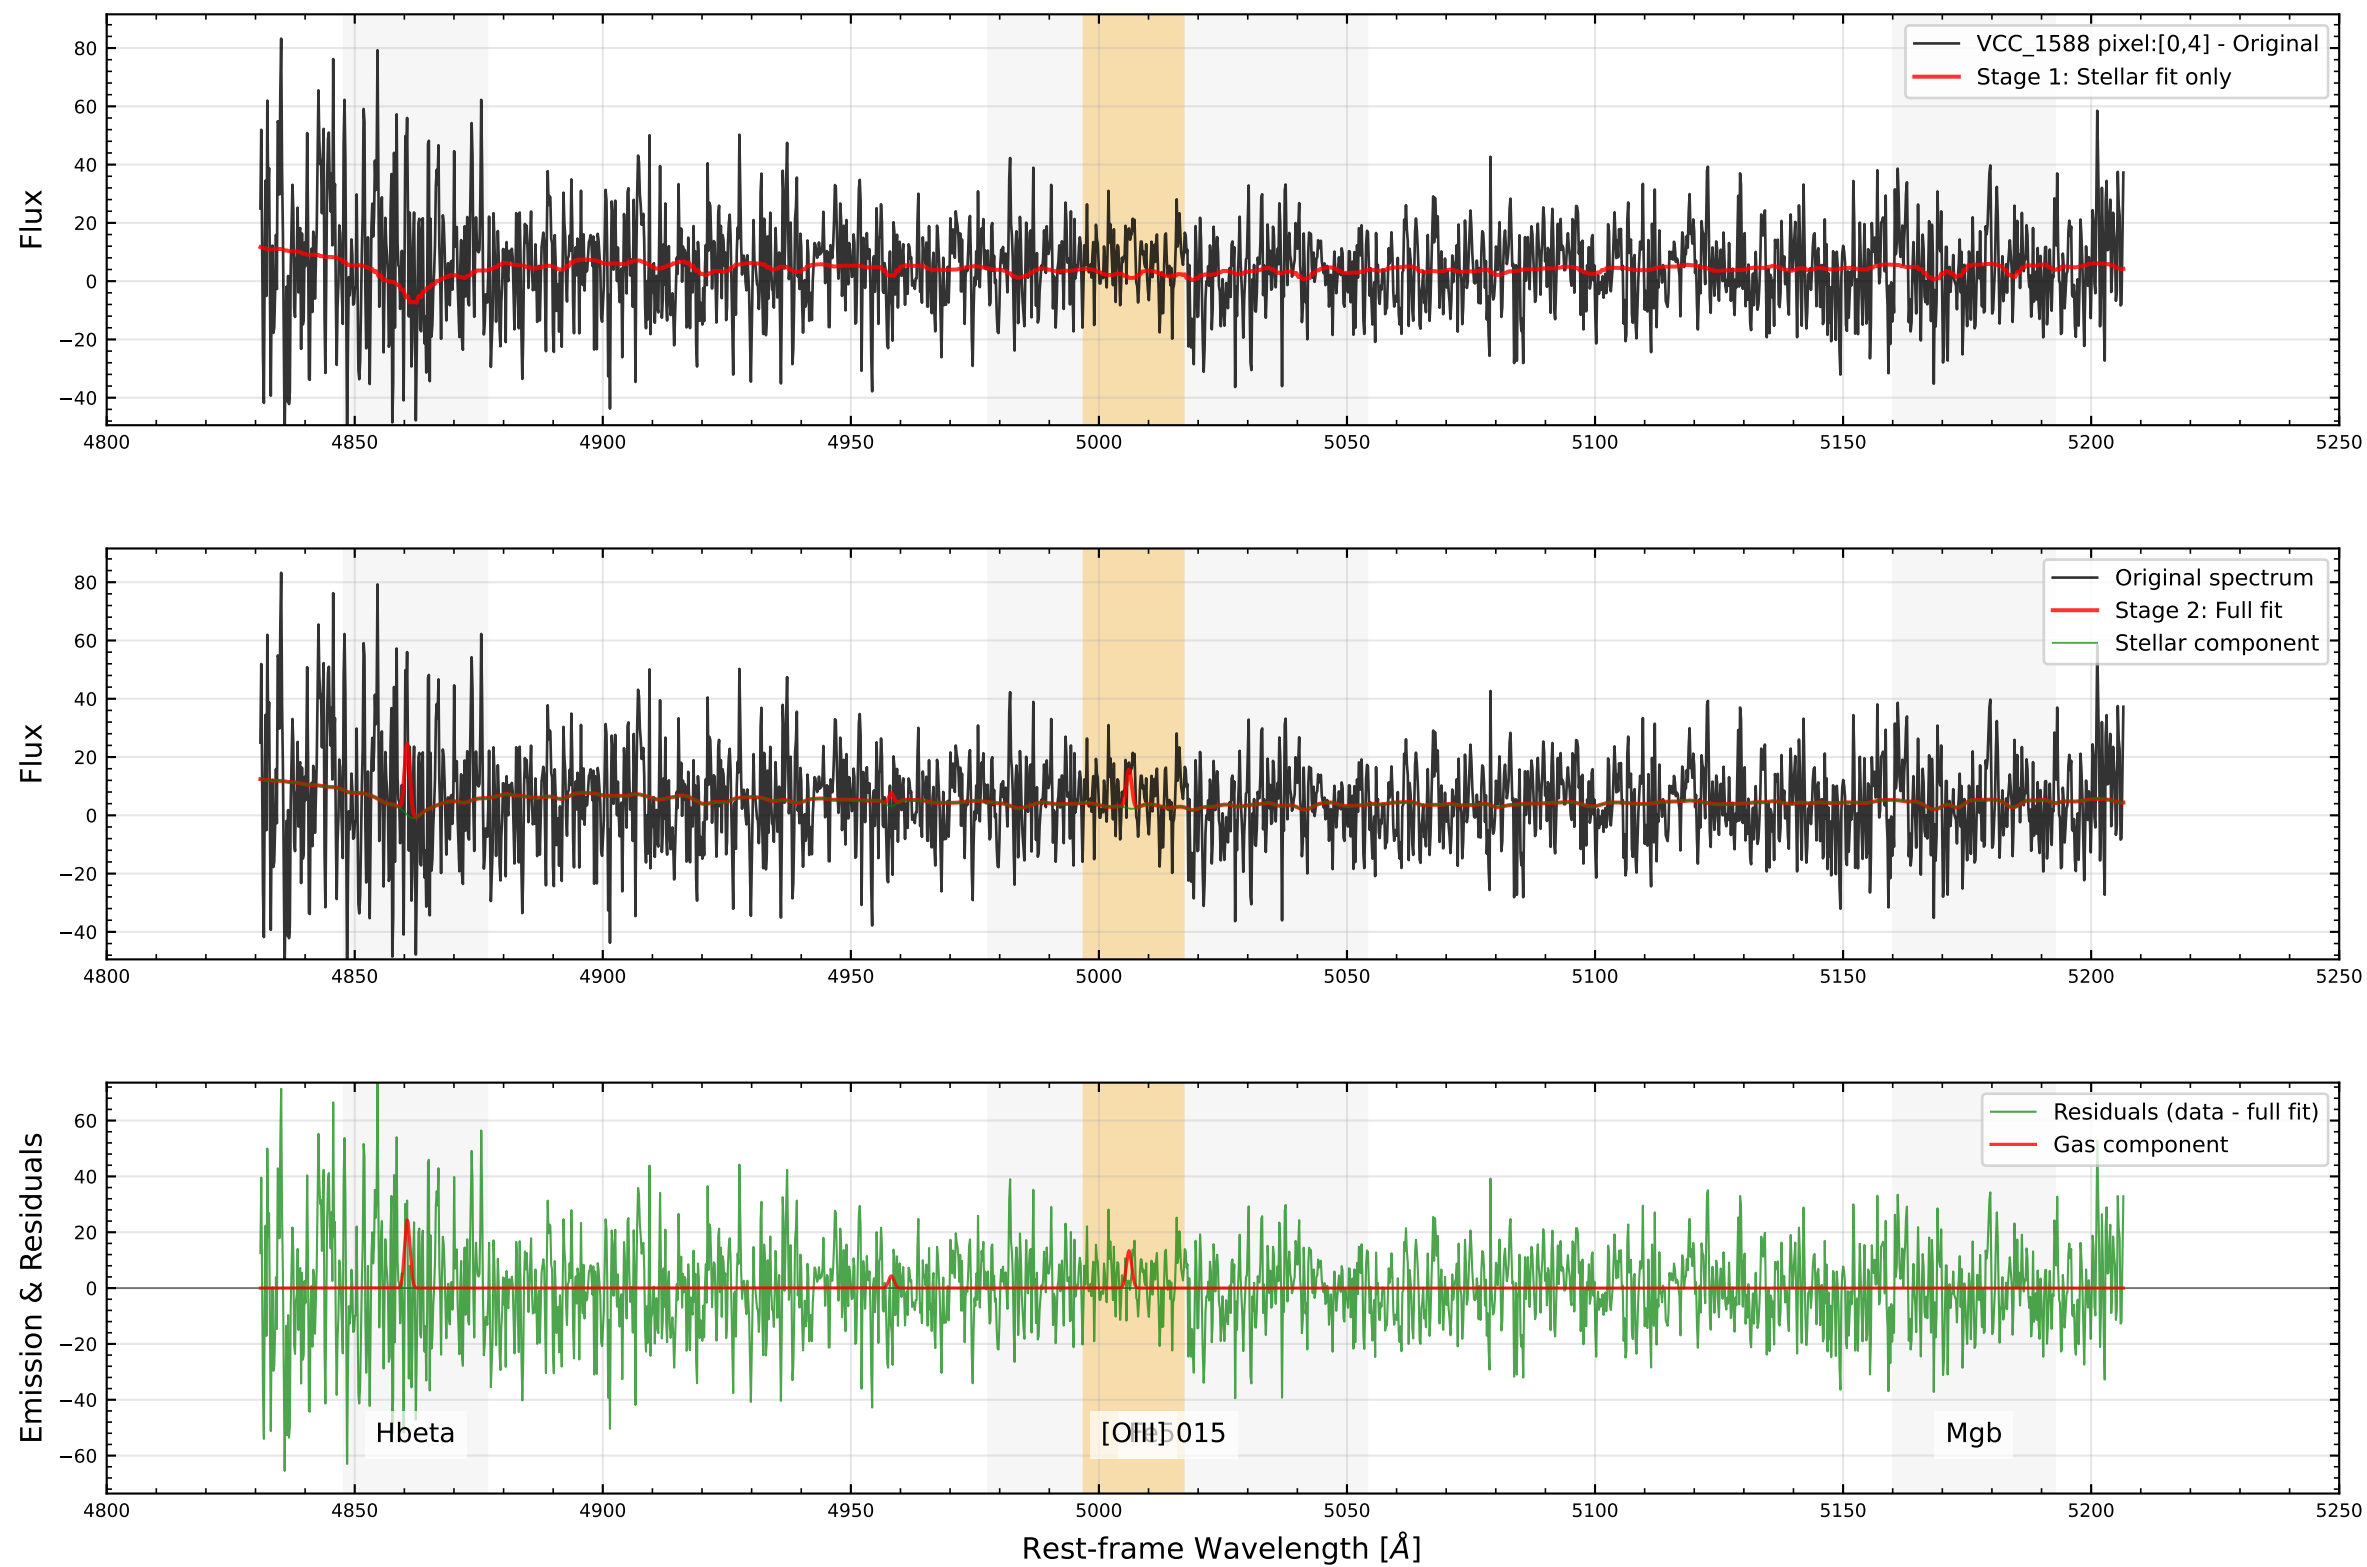 Flux
80
60
40
20
0
−20
−40
VCC_1588 pixel:[0,4] - Original
Stage 1: Stellar fit only
4800 4850 4900 4950 5000 5050 5100 5150 5200 5250
Flux
80
60
40
20
0
−20
−40
Original spectrum
Stage 2: Full fit
Stellar component
4800 4850 4900 4950 5000 5050 5100 5150 5200 5250
Emission & Residuals
60
40
20
0
−20
−40
−60
Residuals (data - full fit)
Gas component
Hbeta
[OIII]
Fe5015
Mgb
4800 4850 4900 4950 5000 5050 5100 5150 5200 5250
Rest-frame Wavelength [Å]